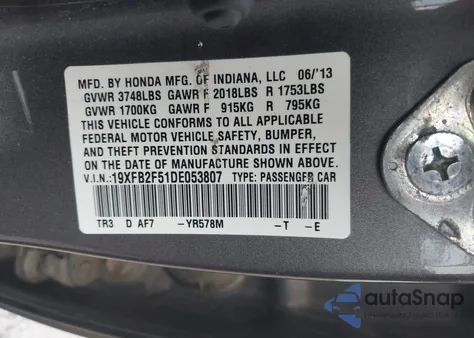 MFD. BY HONDA MFG. OF INDIANA, LLC 06/'13
GVWR 3748LBS GAWR F 2018LBS R 1753LBS
GVWR 1700KG GAWR F 915KG R 795KG
THIS VEHICLE CONFORMS TO ALL APPLICABLE
FEDERAL MOTOR VEHICLE SAFETY, BUMPER,
AND THEFT PREVENTION STANDARDS IN EFFECT
ON THE DATE OF MANUFACTURE SHOWN ABOVE.
V.I.N.:19XFB2F51DE053807 TYPE: PASSENGER CAR
TR3 D AF7 -YR578M -T -E
autoSnap